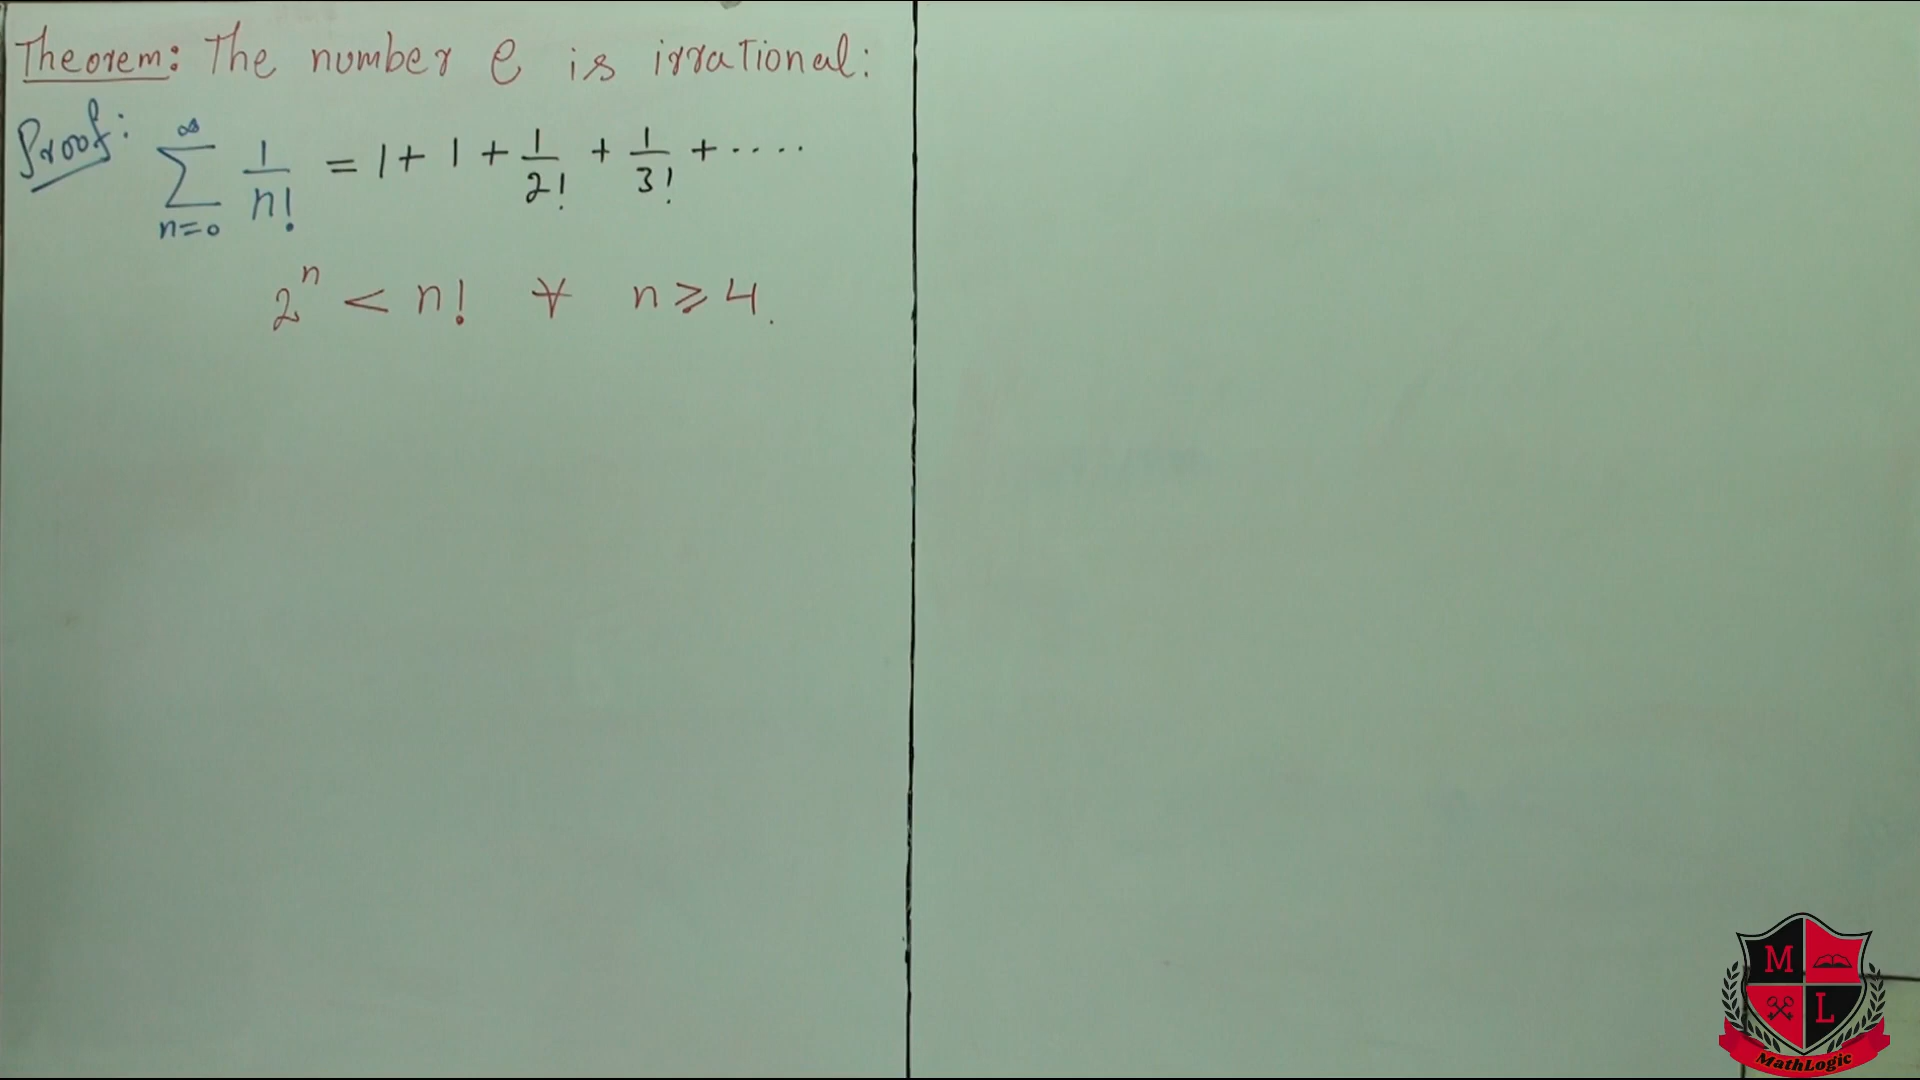 Theorem: The number e is irrational:
Proof: ∑_{n=0}^{∞} 1/n! = 1 + 1 + 1/2! + 1/3! + ....
2^n < n! ∀ n ≥ 4.
M
L
MathLogic